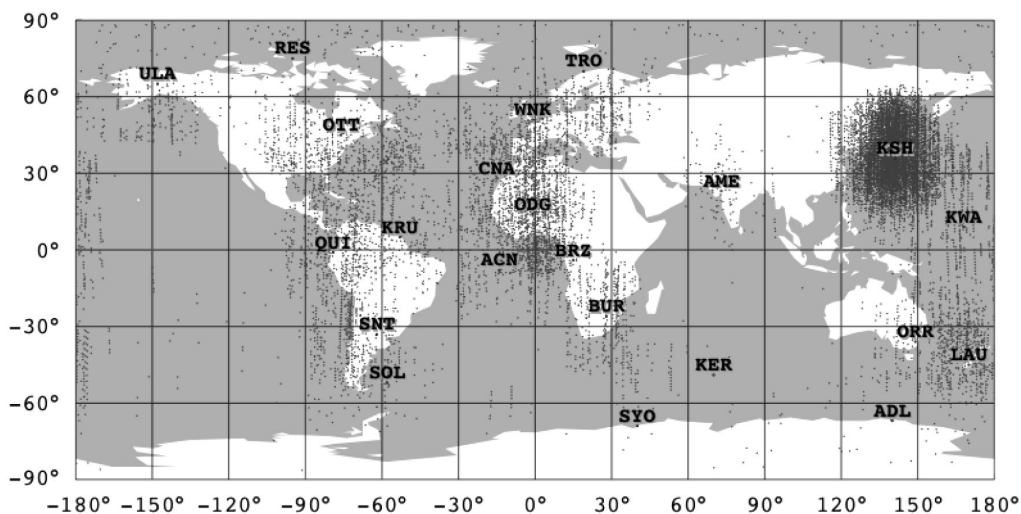 90°
RES
TRO
ULA
60°
WNK
OTT
KSH
30°
CNA
AME
ODG
KWA
KRU
0°
QUI
BRZ
ACN
BUR
−30°
SNT
ORR
LAU
KER
SOL
−60°
SYO
ADL
−90°
−180° −150° −120° −90° −60° −30° 0° 30° 60° 90° 120° 150° 180°